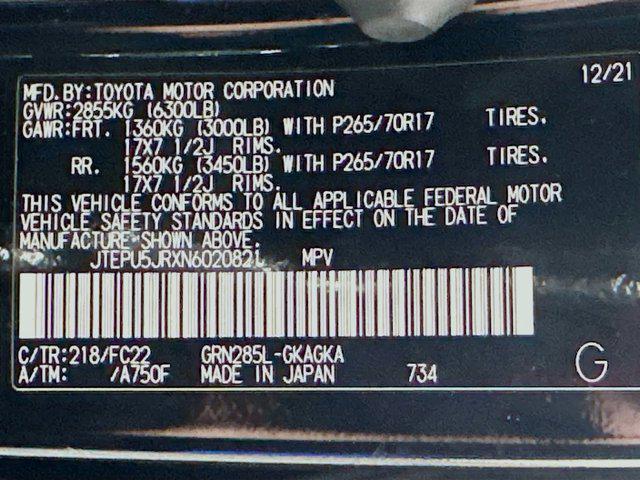 12/21
MFD.BY:TOYOTA MOTOR CORPORATION
GVWR:2855KG (6300LB)
GAWR:FRT. 1360KG (3000LB) WITH P265/70R17 TIRES.
17X7 1/2J RIMS.
RR. 1560KG (3450LB) WITH P265/70R17 TIRES.
17X7 1/2J RIMS.
THIS VEHICLE CONFORMS TO ALL APPLICABLE FEDERAL MOTOR
VEHICLE SAFETY STANDARDS IN EFFECT ON THE DATE OF
MANUFACTURE SHOWN ABOVE.
MPV
C/TR:218/FC22 GRN285L-GKAGKA
A/TM: /A750F MADE IN JAPAN 734
G